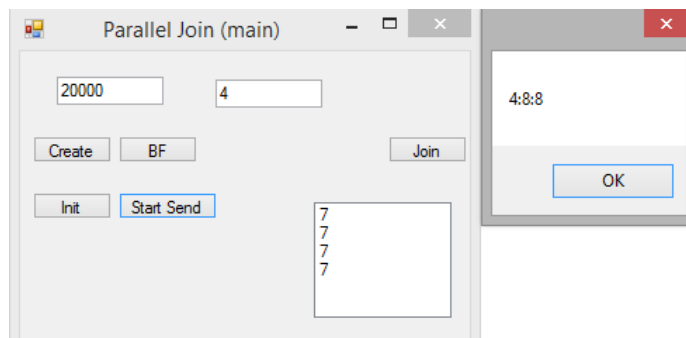 Parallel Join (main)
20000
4
4:8:8
Create
BF
Join
OK
Init
Start Send
7
7
7
7